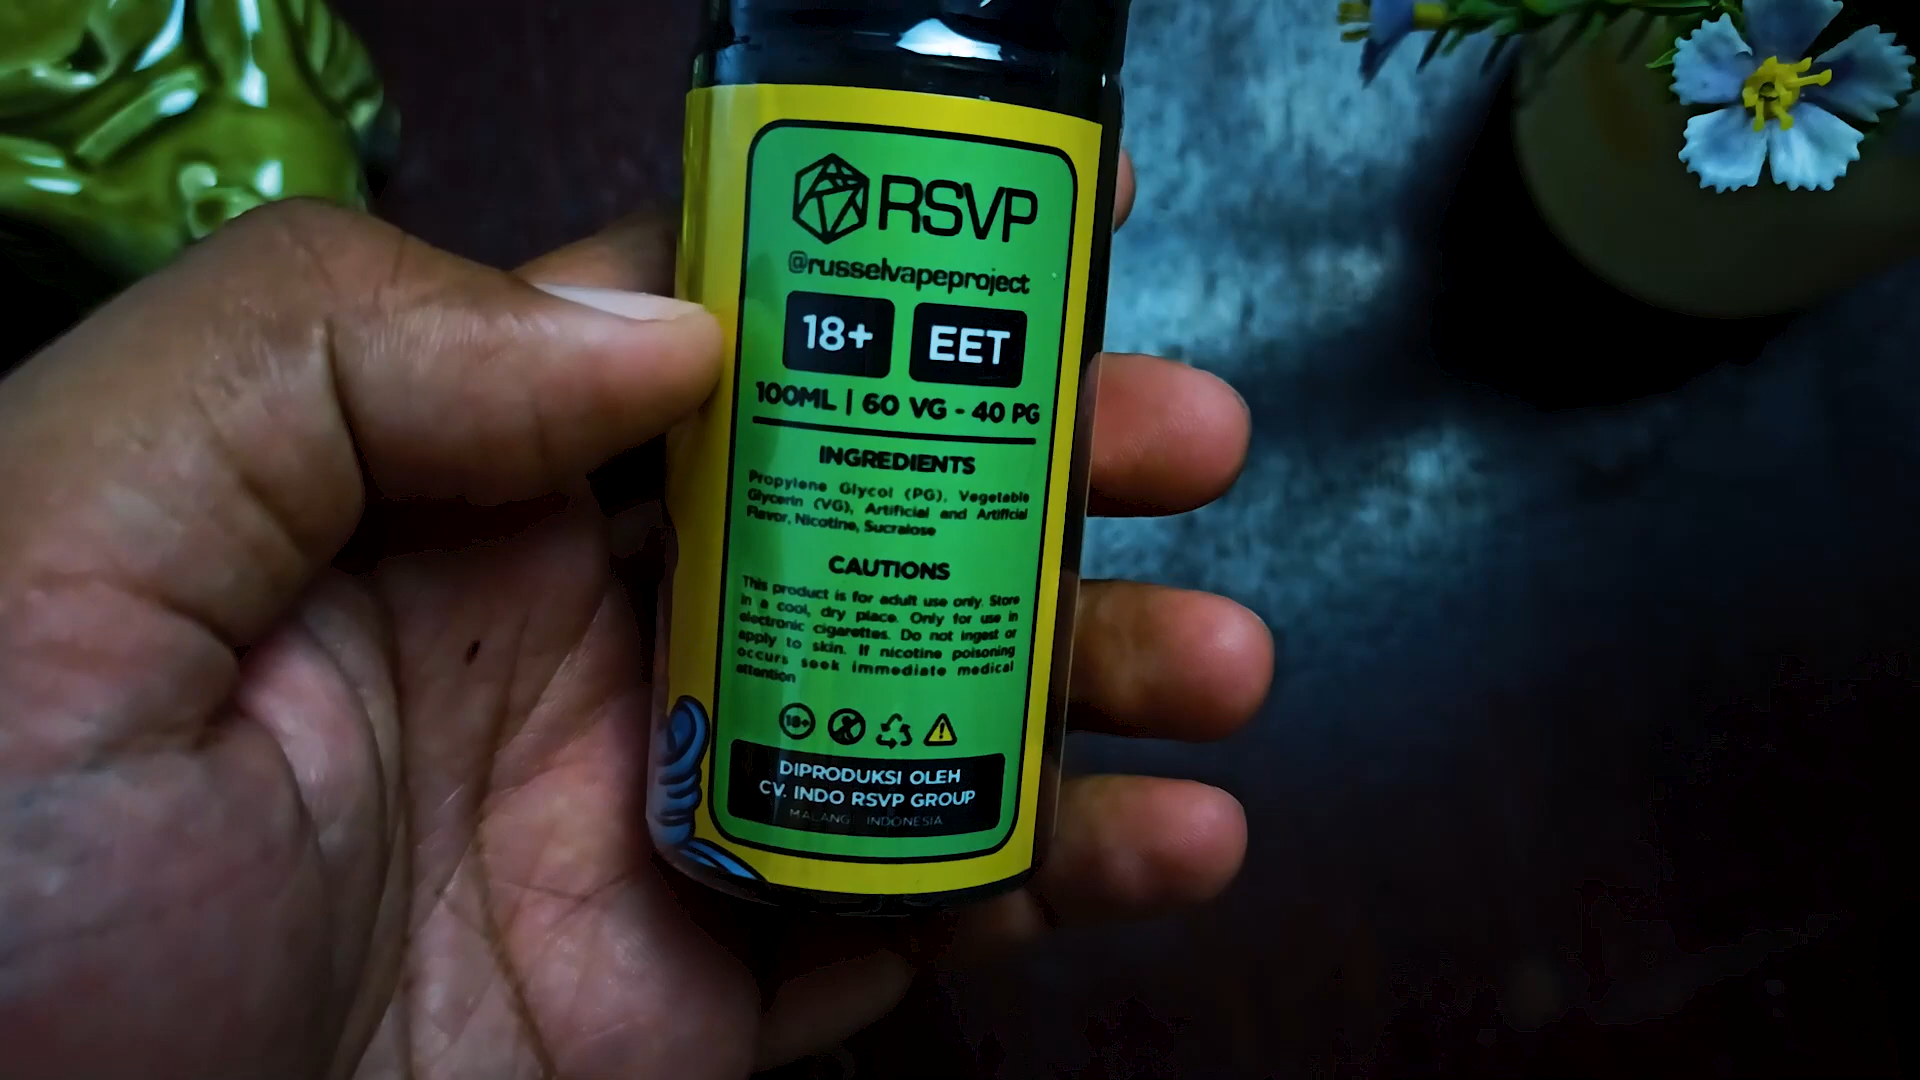 RSVP
@russelvapeproject
18+ EET
100ML | 60 VG - 40 PG
INGREDIENTS
Propylene Glycol (PG), Vegetable
Glycerin (VG), Artificial and Artificial
Flavor, Nicotine, Sucralose
CAUTIONS
This product is for adult use only. Store
in a cool, dry place. Only for use in
electronic cigarettes. Do not ingest or
apply to skin. If nicotine poisoning
occurs seek immediate medical
attention
18+
DIPRODUKSI OLEH
CV. INDO RSVP GROUP
MALANG INDONESIA